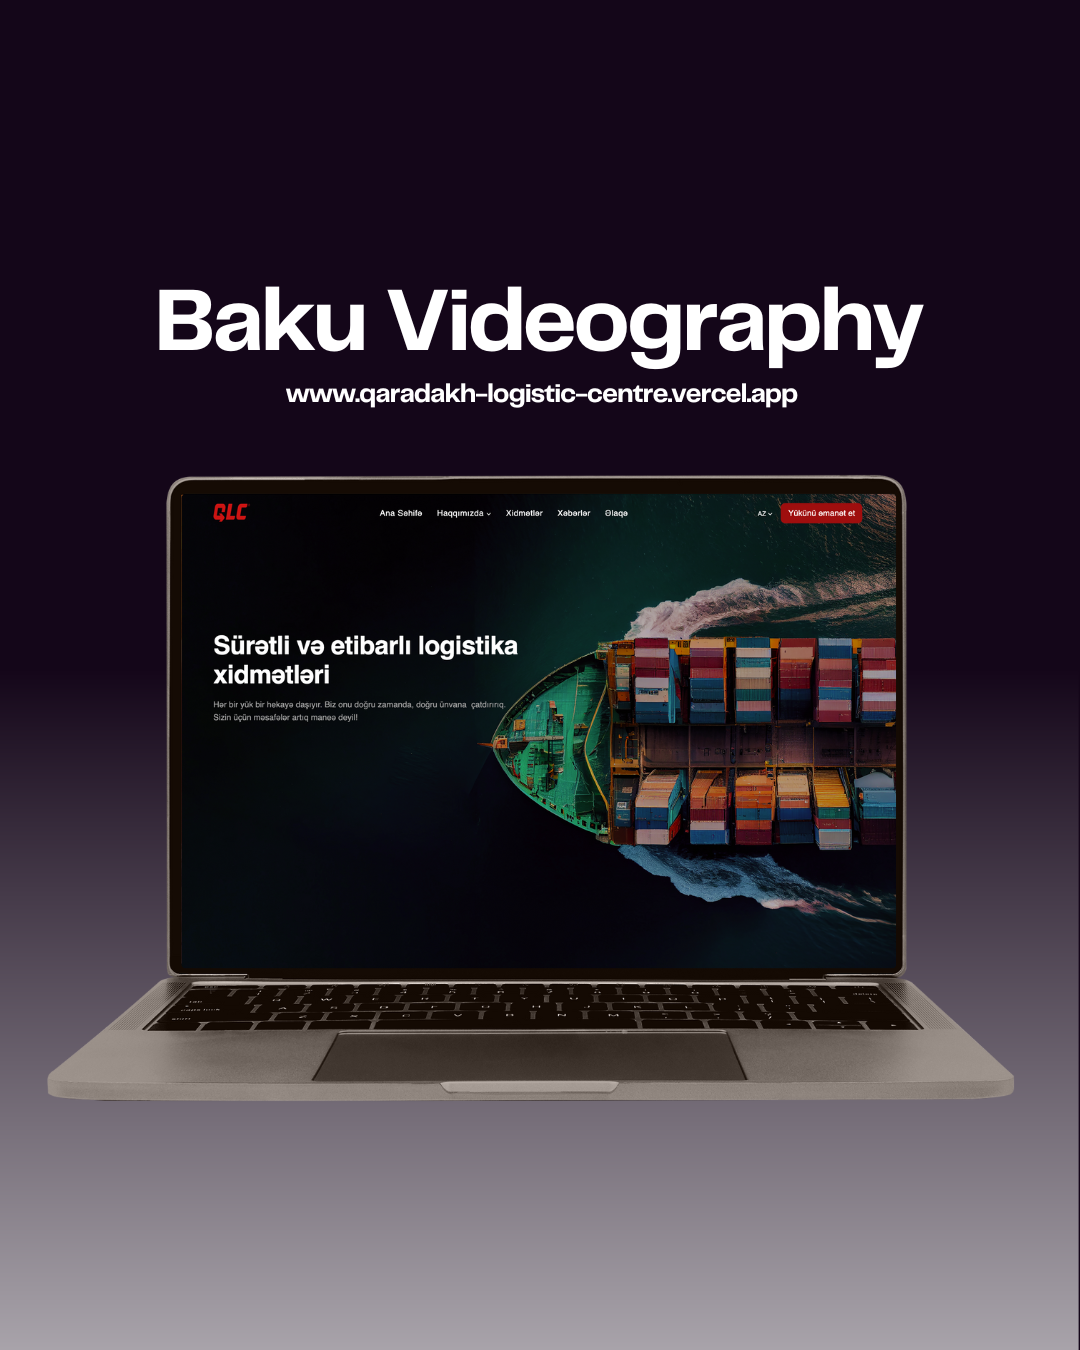 Baku Videography
www.qaradakh-logistic-centre.vercel.app
QLC
Ana Səhifə Haqqımızda Xidmətlər Xəbərlər Əlaqə AZ Yükünü əmanət et
Sürətli və etibarlı logistika
xidmətləri
Hər bir yük bir hekayə daşıyır. Biz onu doğru zamanda, doğru ünvana çatdırırıq.
Sizin üçün məsafələr artıq maneə deyil!